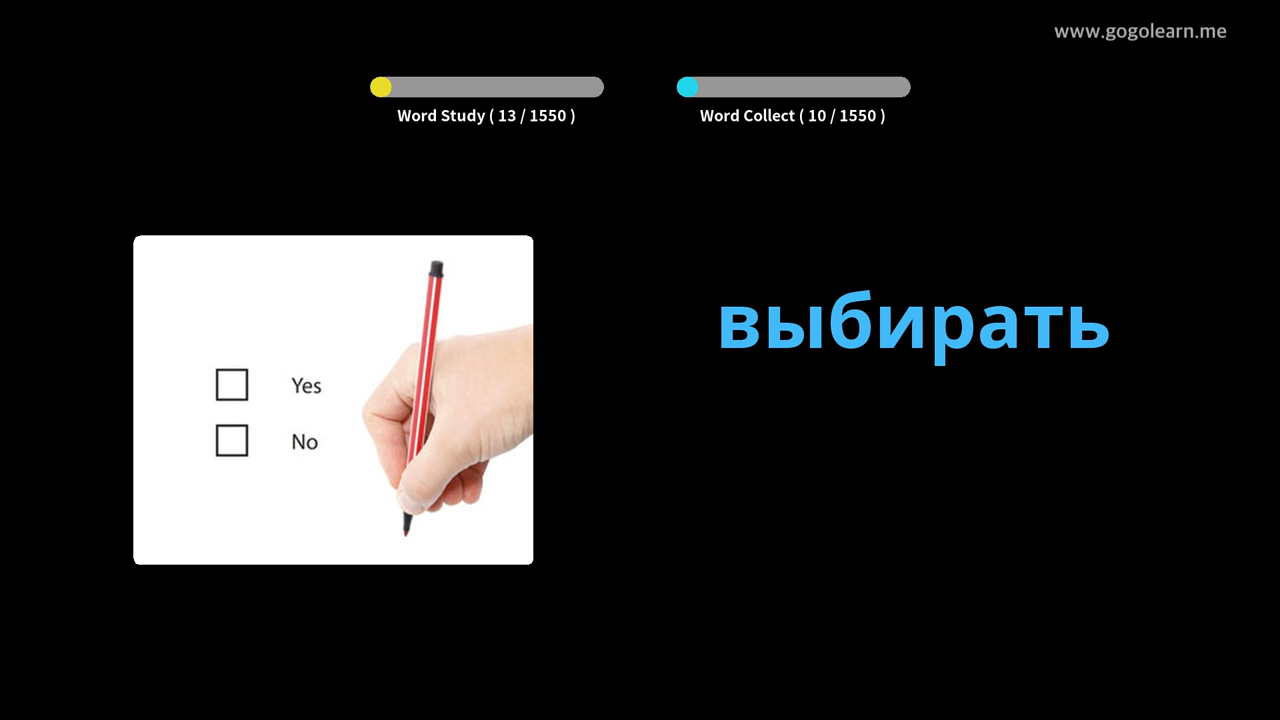 www.gogolearn.me
Word Study ( 13 / 1550 )
Word Collect ( 10 / 1550 )
выбирать
Yes
No